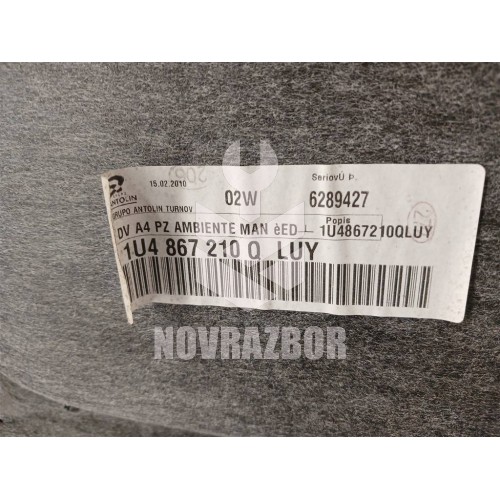 ANTOLIN
15.02.2010
GRUPO ANTOLIN TURNOV
02W
SeriovÚ Þ.
6289427
Popis
DV A4 PZ AMBIENTE MAN èED
1U4867210QLUY
1U4 867 210 Q LUY
NOVRAZBOR